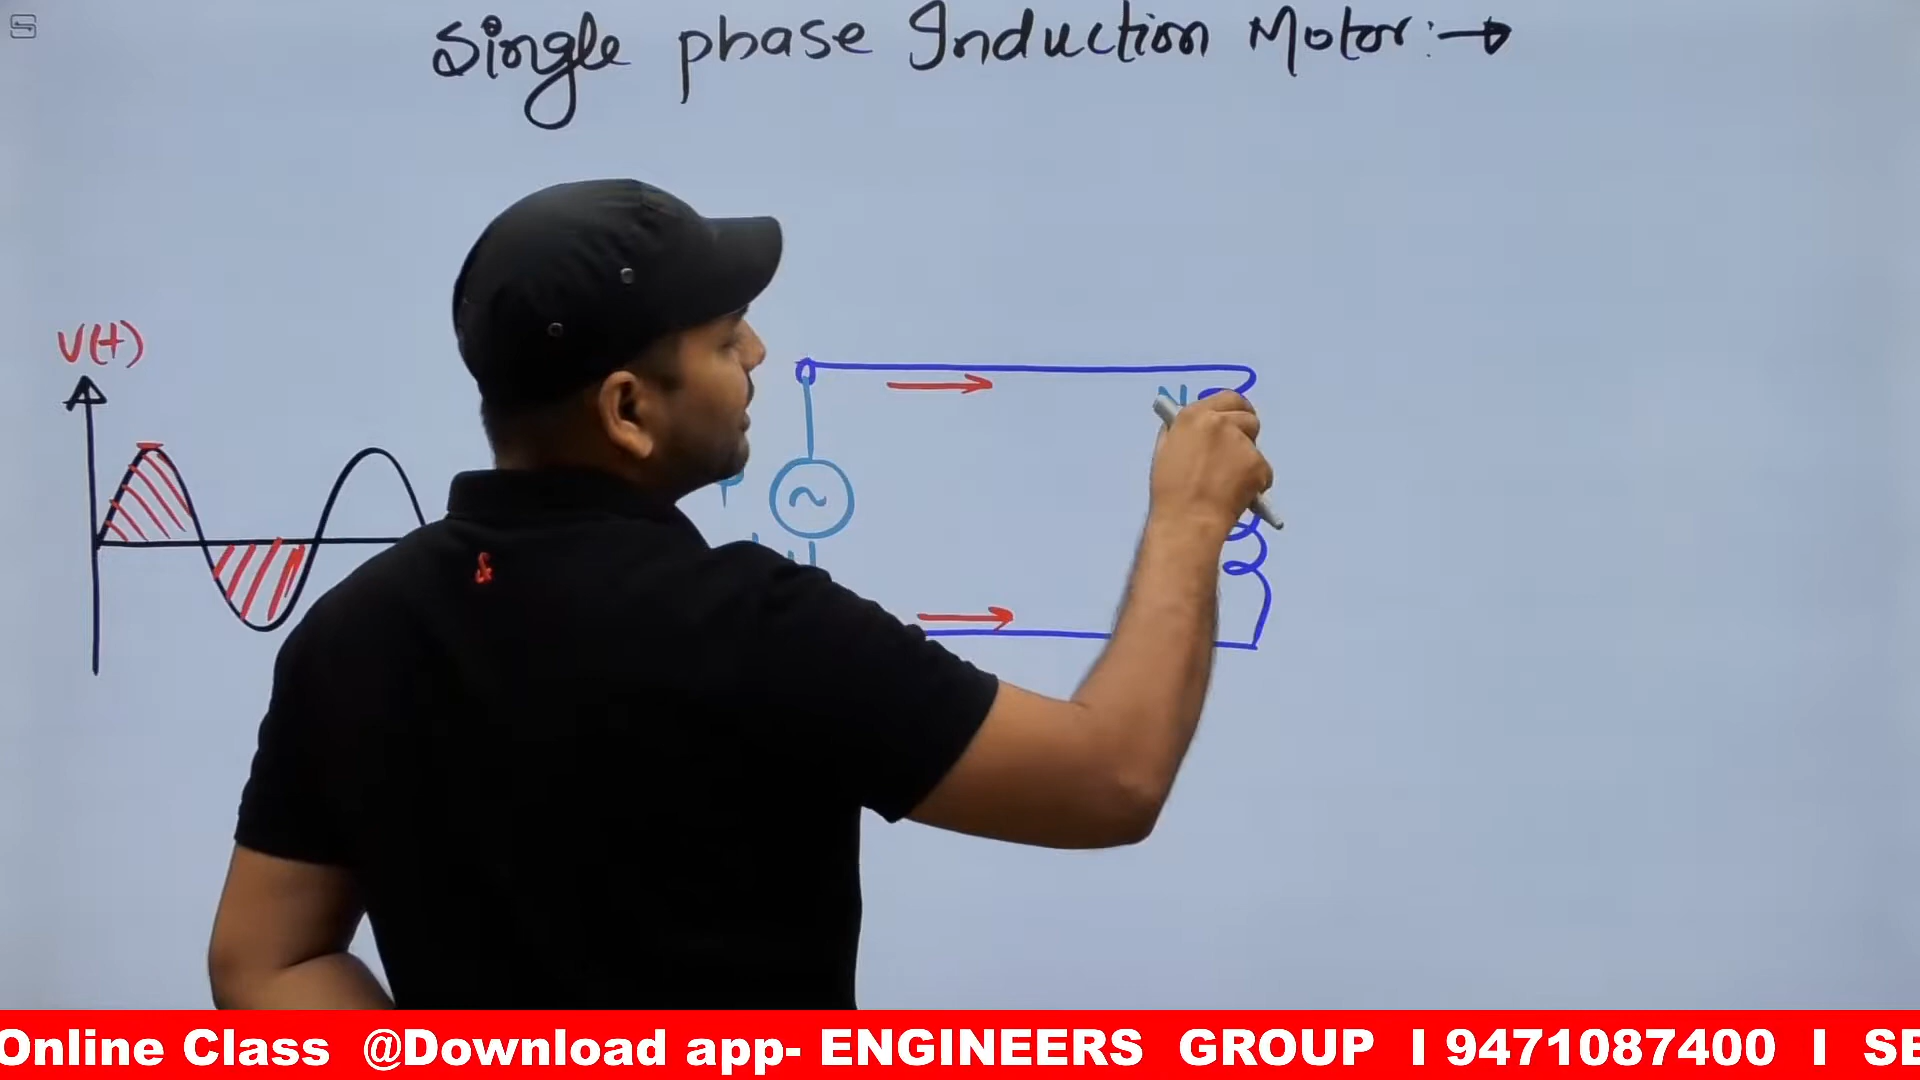 Single phase Induction Motor:→
V(t)
N
Online Class @Download app- ENGINEERS GROUP I 9471087400 I SE